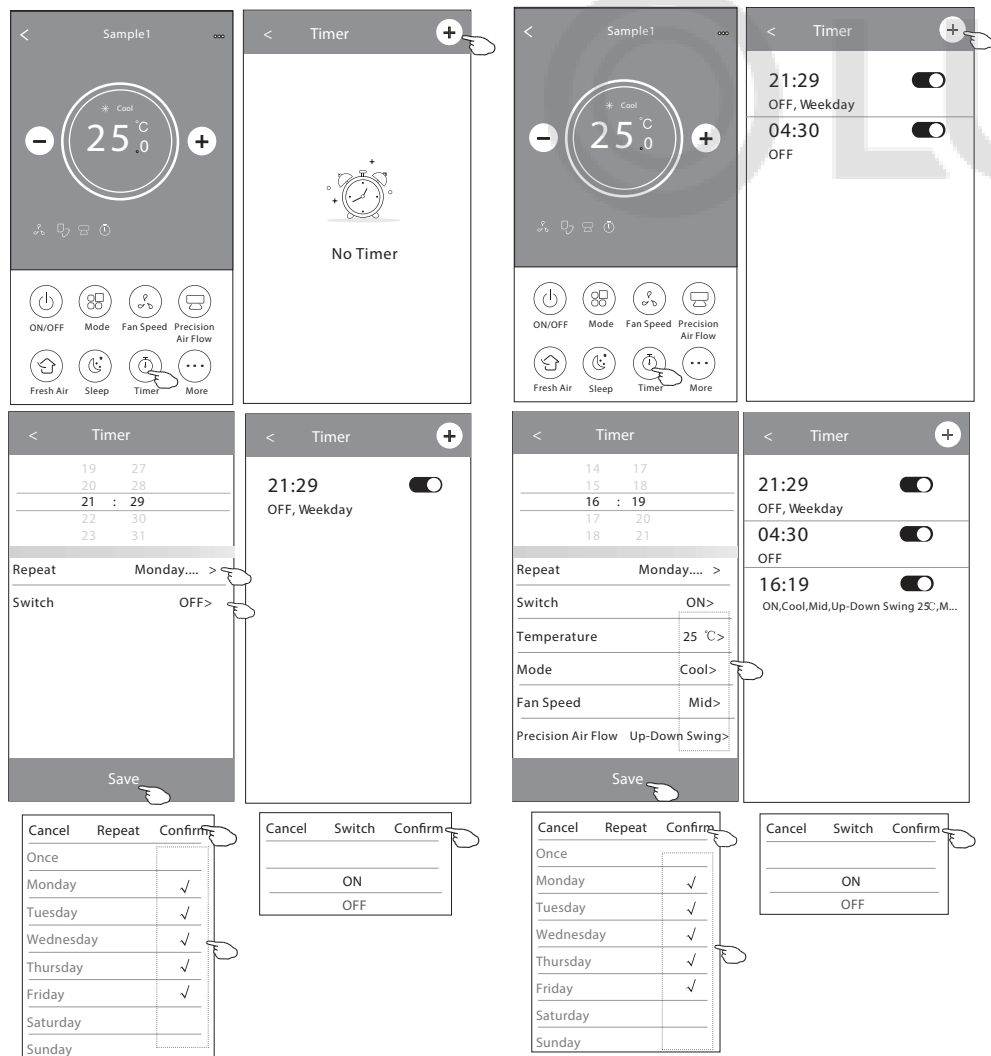 Sample1
Cool
25.0 ℃
ON/OFF
Mode
Fan Speed
Precision
Air Flow
Fresh Air
Sleep
Timer
More
< Timer +
No Timer
< Timer
19 27
20 28
21 : 29
22 30
23 31
Repeat Monday.... >
Switch OFF>
Save
< Timer +
21:29
OFF, Weekday
Cancel Repeat Confirm
Once
Monday √
Tuesday √
Wednesday √
Thursday √
Friday √
Saturday
Sunday
Cancel Switch Confirm
ON
OFF
Sample1
Cool
25.0 ℃
ON/OFF
Mode
Fan Speed
Precision
Air Flow
Fresh Air
Sleep
Timer
More
< Timer +
21:29
OFF, Weekday
04:30
OFF
< Timer
14 17
15 18
16 : 19
17 20
18 21
Repeat Monday.... >
Switch ON>
Temperature 25 ℃>
Mode Cool>
Fan Speed Mid>
Precision Air Flow Up-Down Swing>
Save
< Timer +
21:29
OFF, Weekday
04:30
OFF
16:19
ON,Cool,Mid,Up-Down Swing 25℃,M...
Cancel Repeat Confirm
Once
Monday √
Tuesday √
Wednesday √
Thursday √
Friday √
Saturday
Sunday
Cancel Switch Confirm
ON
OFF